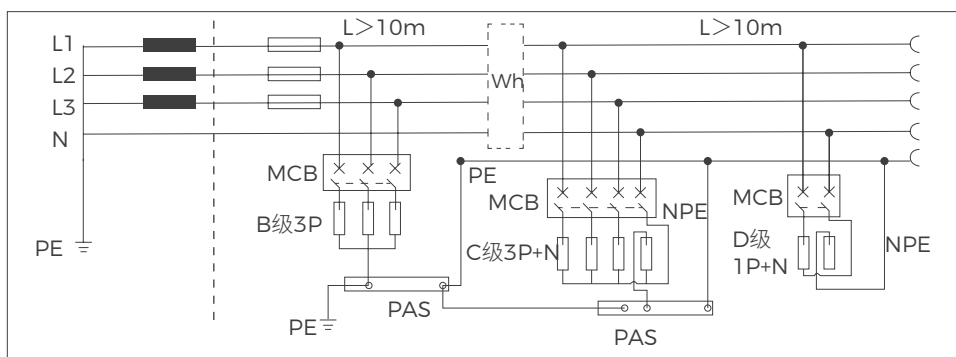 L1
L2
L3
N
PE
L＞10m
MCB
B级3P
PE
PAS
Wh
PE
MCB
NPE
C级3P+N
PAS
L＞10m
MCB
D级
1P+N
NPE